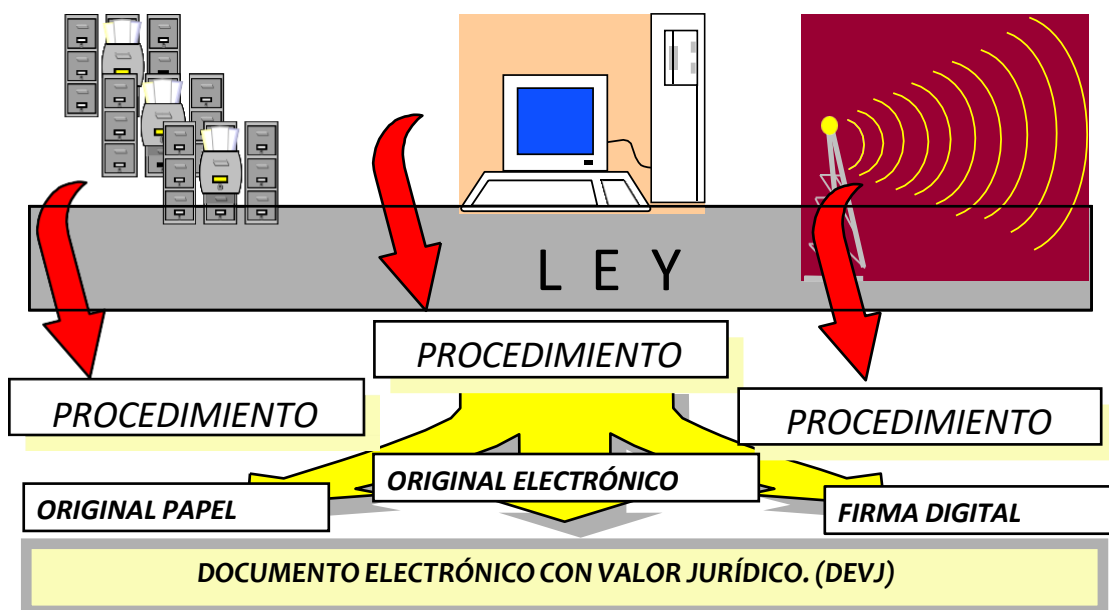 L E Y
PROCEDIMIENTO
PROCEDIMIENTO
PROCEDIMIENTO
ORIGINAL PAPEL
ORIGINAL ELECTRÓNICO
FIRMA DIGITAL
DOCUMENTO ELECTRÓNICO CON VALOR JURÍDICO. (DEVJ)